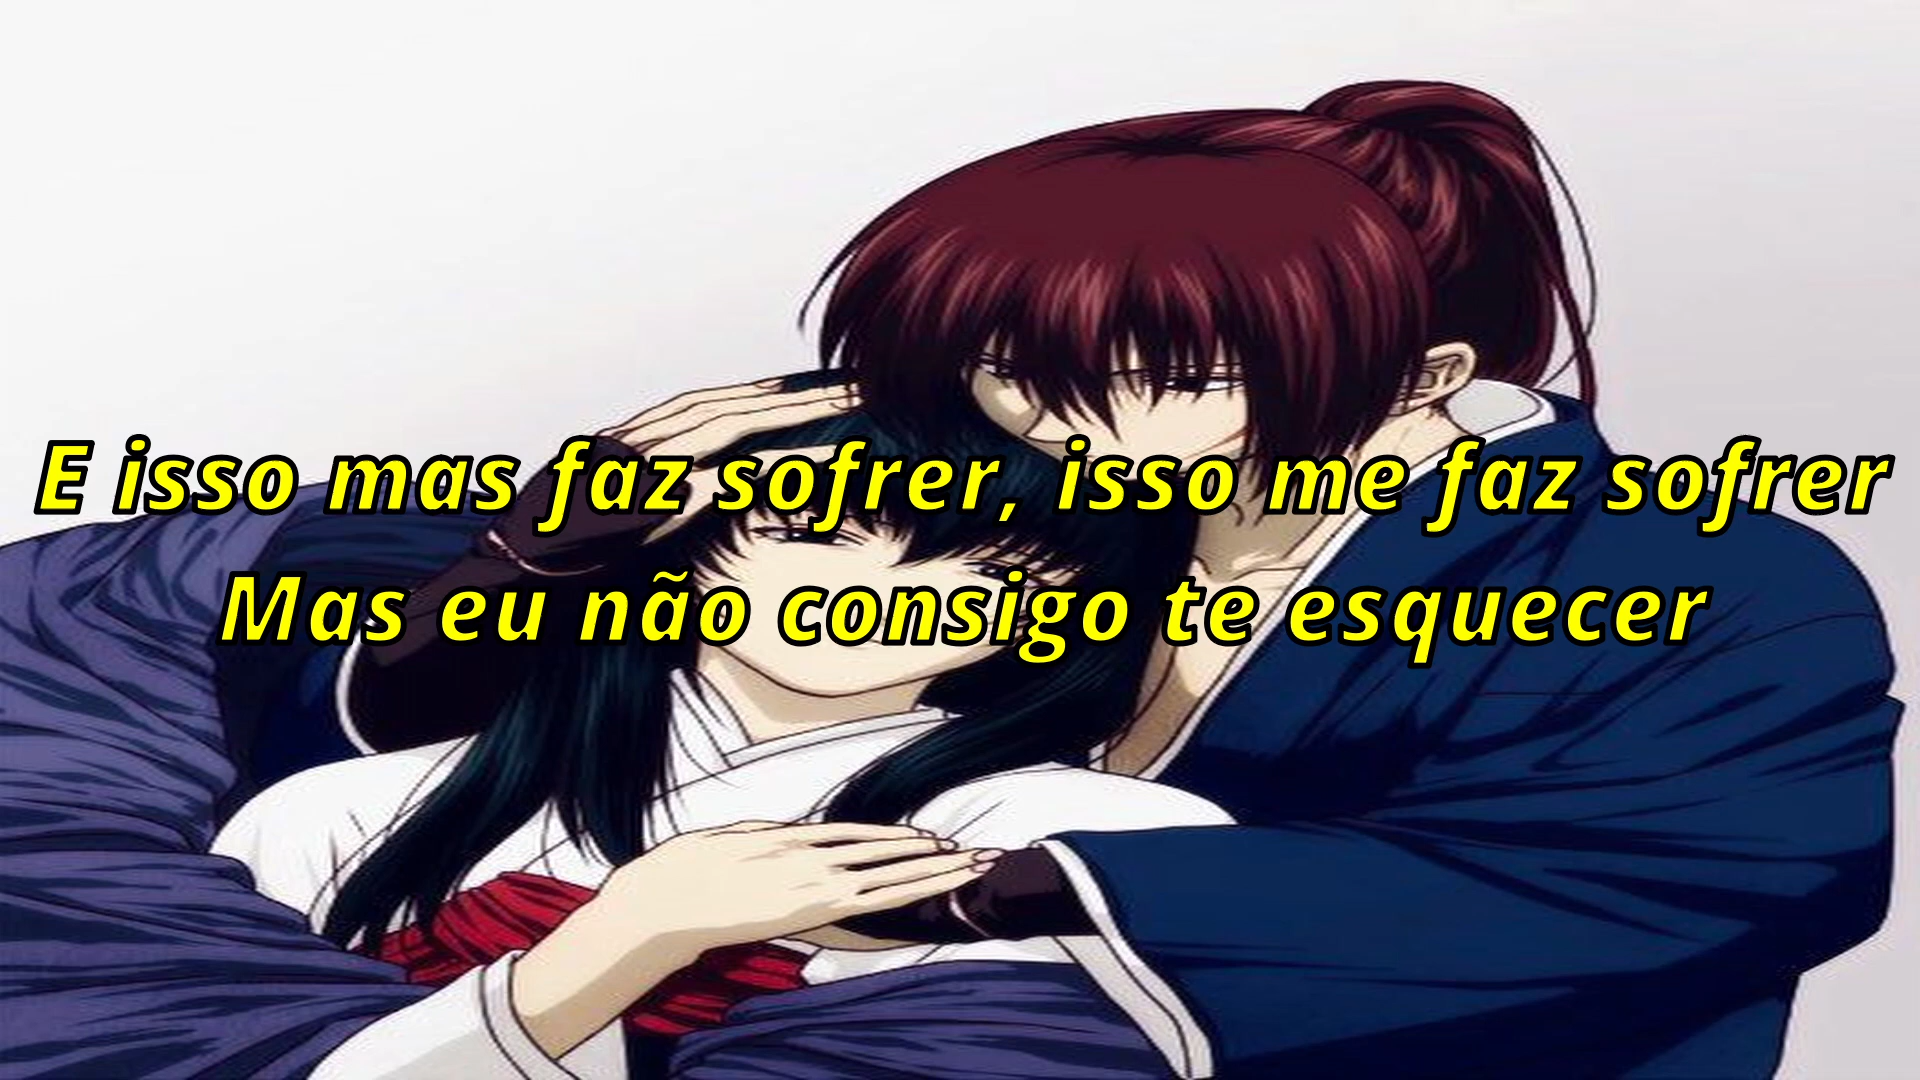 E isso mas faz sofrer, isso me faz sofrer
Mas eu não consigo te esquecer